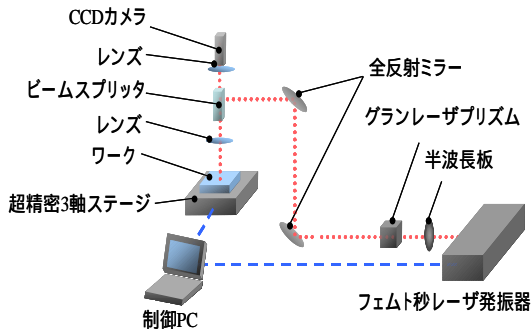 CCDカメラ
レンズ
ビームスプリッタ
レンズ
ワーク
超精密3軸ステージ
制御PC
全反射ミラー
グランレーザプリズム
半波長板
フェムト秒レーザ発振器